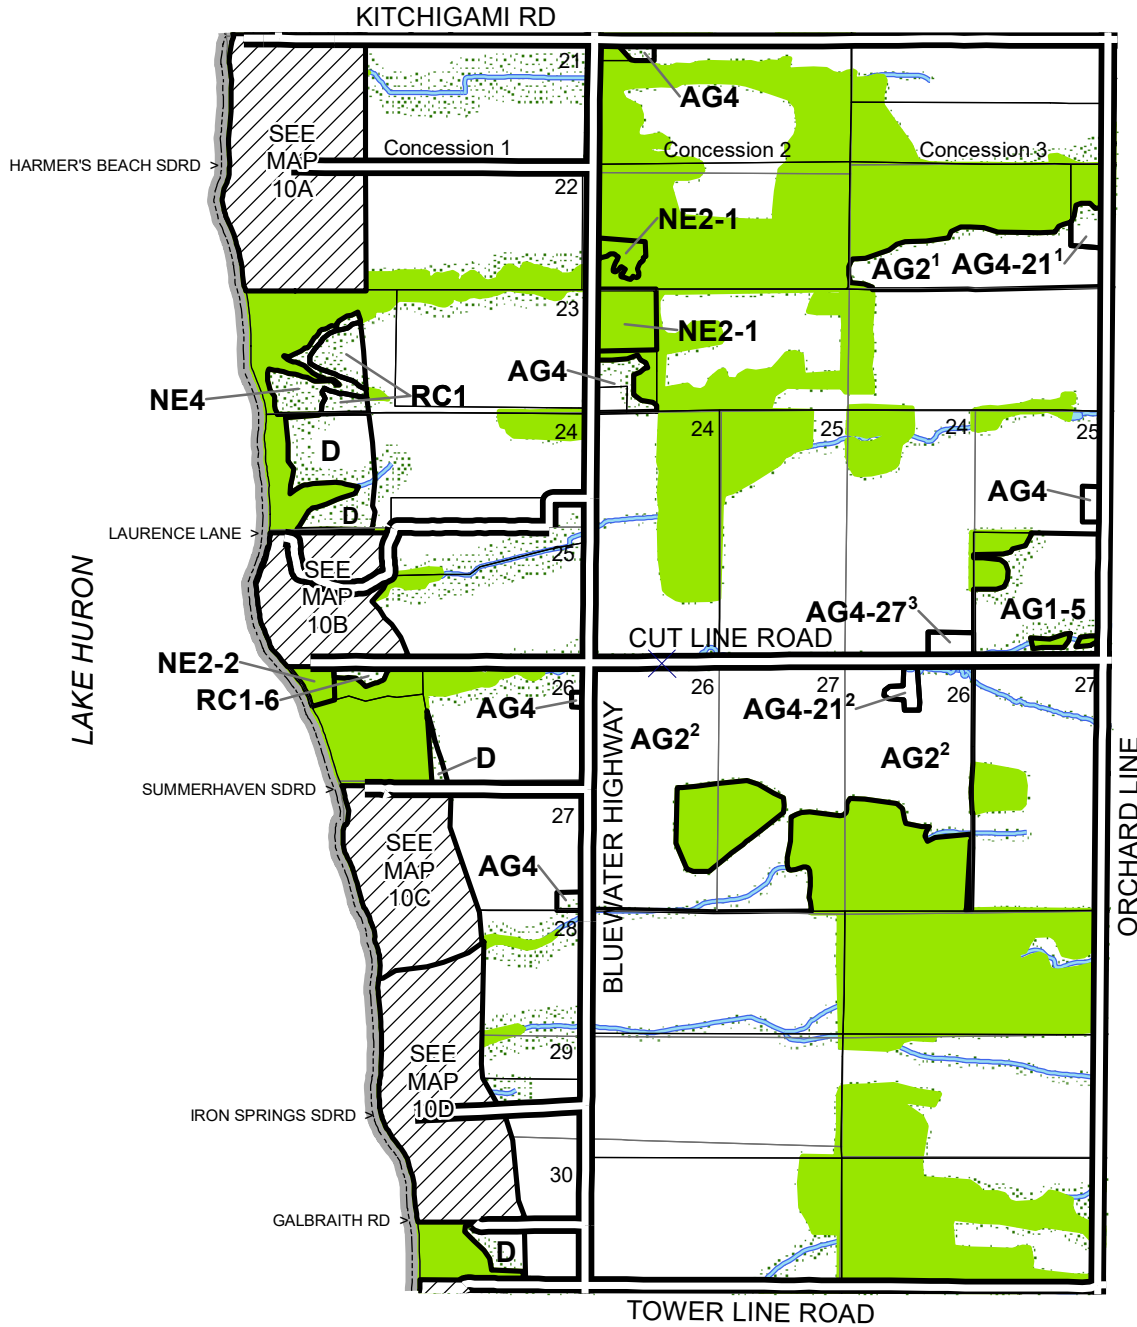 KITCHIGAMI RD
21
AG4
SEE
MAP
10A
HARMER'S BEACH SDRD >
Concession 1
Concession 2
Concession 3
22
NE2-1
AG2¹
AG4-21¹
23
NE2-1
AG4
NE4
RC1
24
24
25
24
25
D
AG4
D
LAURENCE LANE >
25
SEE
MAP
10B
AG4-27³
AG1-5
CUT LINE ROAD
LAKE HURON
NE2-2
RC1-6
26
AG4
26
27
26
27
AG4-21²
AG2²
AG2²
D
BLUEWATER HIGHWAY
ORCHARD LINE
SUMMERHAVEN SDRD >
27
SEE
MAP
10C
AG4
28
29
SEE
MAP
10D
IRON SPRINGS SDRD >
30
GALBRAITH RD >
D
TOWER LINE ROAD